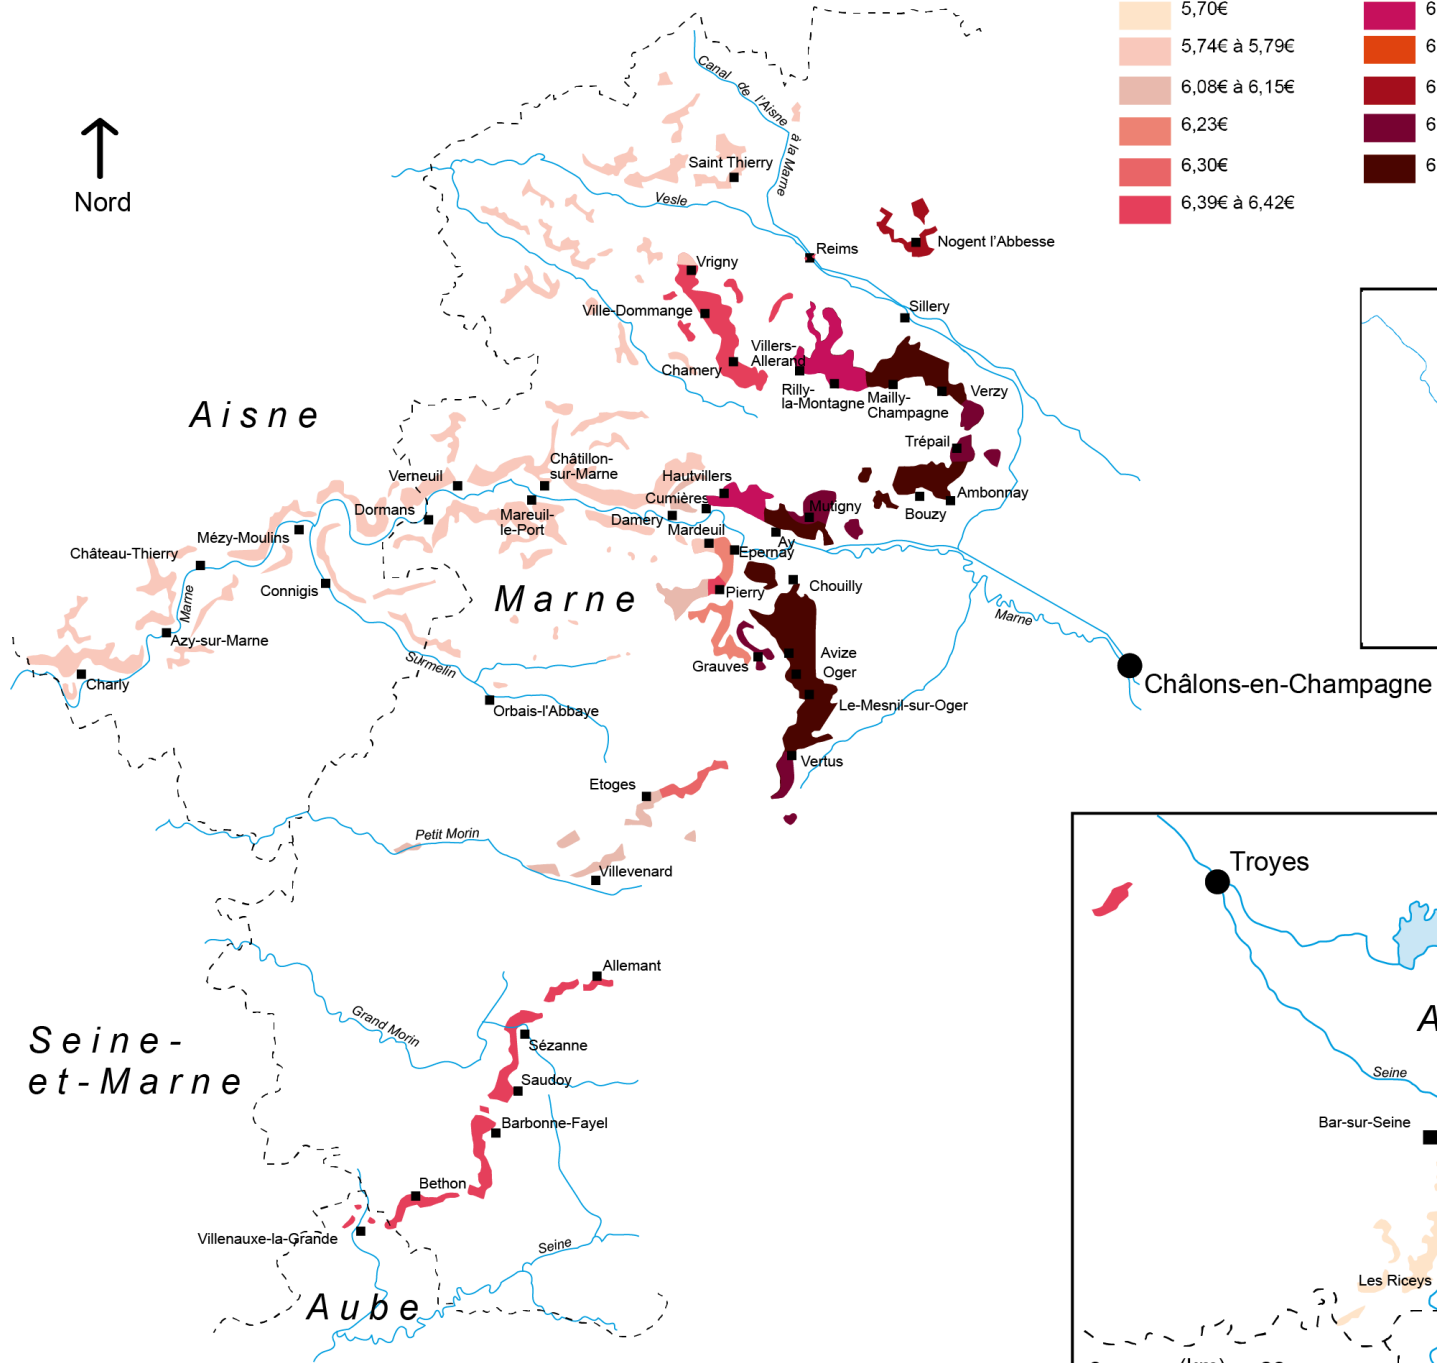 5,70€
5,74€ à 5,79€
6,08€ à 6,15€
6,23€
6,30€
6,39€ à 6,42€
6
6
6
6
6
Nord
Canal de l'Aisne à la Marne
Saint Thierry
Vesle
Nogent l'Abbesse
Reims
Vrigny
Sillery
Ville-Dommange
Villers-
Allerand
Chamery
Rilly-
la-Montagne
Mailly-
Champagne
Verzy
Aisne
Trépail
Châtillon-
sur-Marne
Verneuil
Hautvillers
Cumières
Ambonnay
Bouzy
Mutigny
Dormans
Mareuil-
le-Port
Damery
Mardeuil
Ay
Epernay
Mézy-Moulins
Château-Thierry
Connigis
Marne
Marne
Pierry
Chouilly
Marne
Azy-sur-Marne
Surmelin
Grauves
Avize
Oger
Charly
Orbais-l'Abbaye
Le-Mesnil-sur-Oger
Châlons-en-Champagne
Vertus
Etoges
Petit Morin
Villevenard
Troyes
Allemant
Grand Morin
Sézanne
Seine-
et-Marne
Saudoy
Barbonne-Fayel
A
Seine
Bar-sur-Seine
Bethon
Villenauxe-la-Grande
Seine
Aube
Les Riceys
(km)